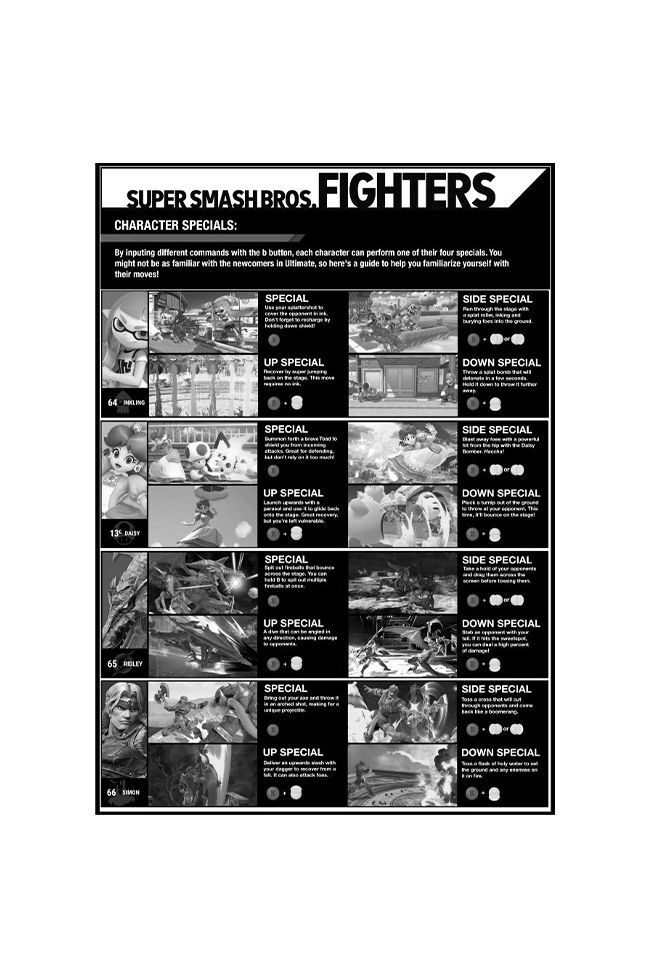 SUPER SMASH BROS. FIGHTERS
CHARACTER SPECIALS:
By inputing different commands with the b button, each character can perform one of their four specials. You
might not be as familiar with the newcomers in Ultimate, so here's a guide to help you familiarize yourself with
their moves!
SPECIAL
Use your splattershot to
cover the opponent in ink.
Don't forget to recharge by
holding down shield!
SIDE SPECIAL
Run through the stage with
a splat roller, inking and
burying foes into the ground.
+ or
UP SPECIAL
Recover by super jumping
back on the stage. This move
requires no ink.
+
DOWN SPECIAL
Throw a splat bomb that will
detonate in a few seconds.
Hold it down to throw it further
away.
+
64 INKLING
SPECIAL
Summon forth a brave Toad to
shield you from incoming
attacks. Great for defending,
but don't rely on it too much!
SIDE SPECIAL
Blast away foes with a powerful
hit from the hip with the Daisy
Bomber. Heocha!
+ or
UP SPECIAL
Launch upwards with a
parasol and use it to glide back
onto the stage. Great recovery,
but you're left vulnerable.
+
DOWN SPECIAL
Pluck a turnip out of the ground
to throw at your opponent. This
time, it'll bounce on the stage!
+
13ε DAISY
SPECIAL
Spit out fireballs that bounce
across the stage. You can
hold B to spit out multiple
fireballs at once.
SIDE SPECIAL
Take a hold of your opponents
and drag them across the
screen before tossing them.
+ or
UP SPECIAL
A dive that can be angled in
any direction, causing damage
to opponents.
+
DOWN SPECIAL
Stab an opponent with your
tail. If it hits the sweetspot,
you can deal a high percent
of damage!
+
65 RIDLEY
SPECIAL
Bring out your axe and throw it
in an arched shot, making for a
unique projectile.
SIDE SPECIAL
Toss a cross that will cut
through opponents and come
back like a boomerang.
+ or
UP SPECIAL
Deliver an upwards slash with
your dagger to recover from a
fall. It can also attack foes.
+
DOWN SPECIAL
Toss a flask of holy water to set
the ground and any enemies on
it on fire.
+
66 SIMON